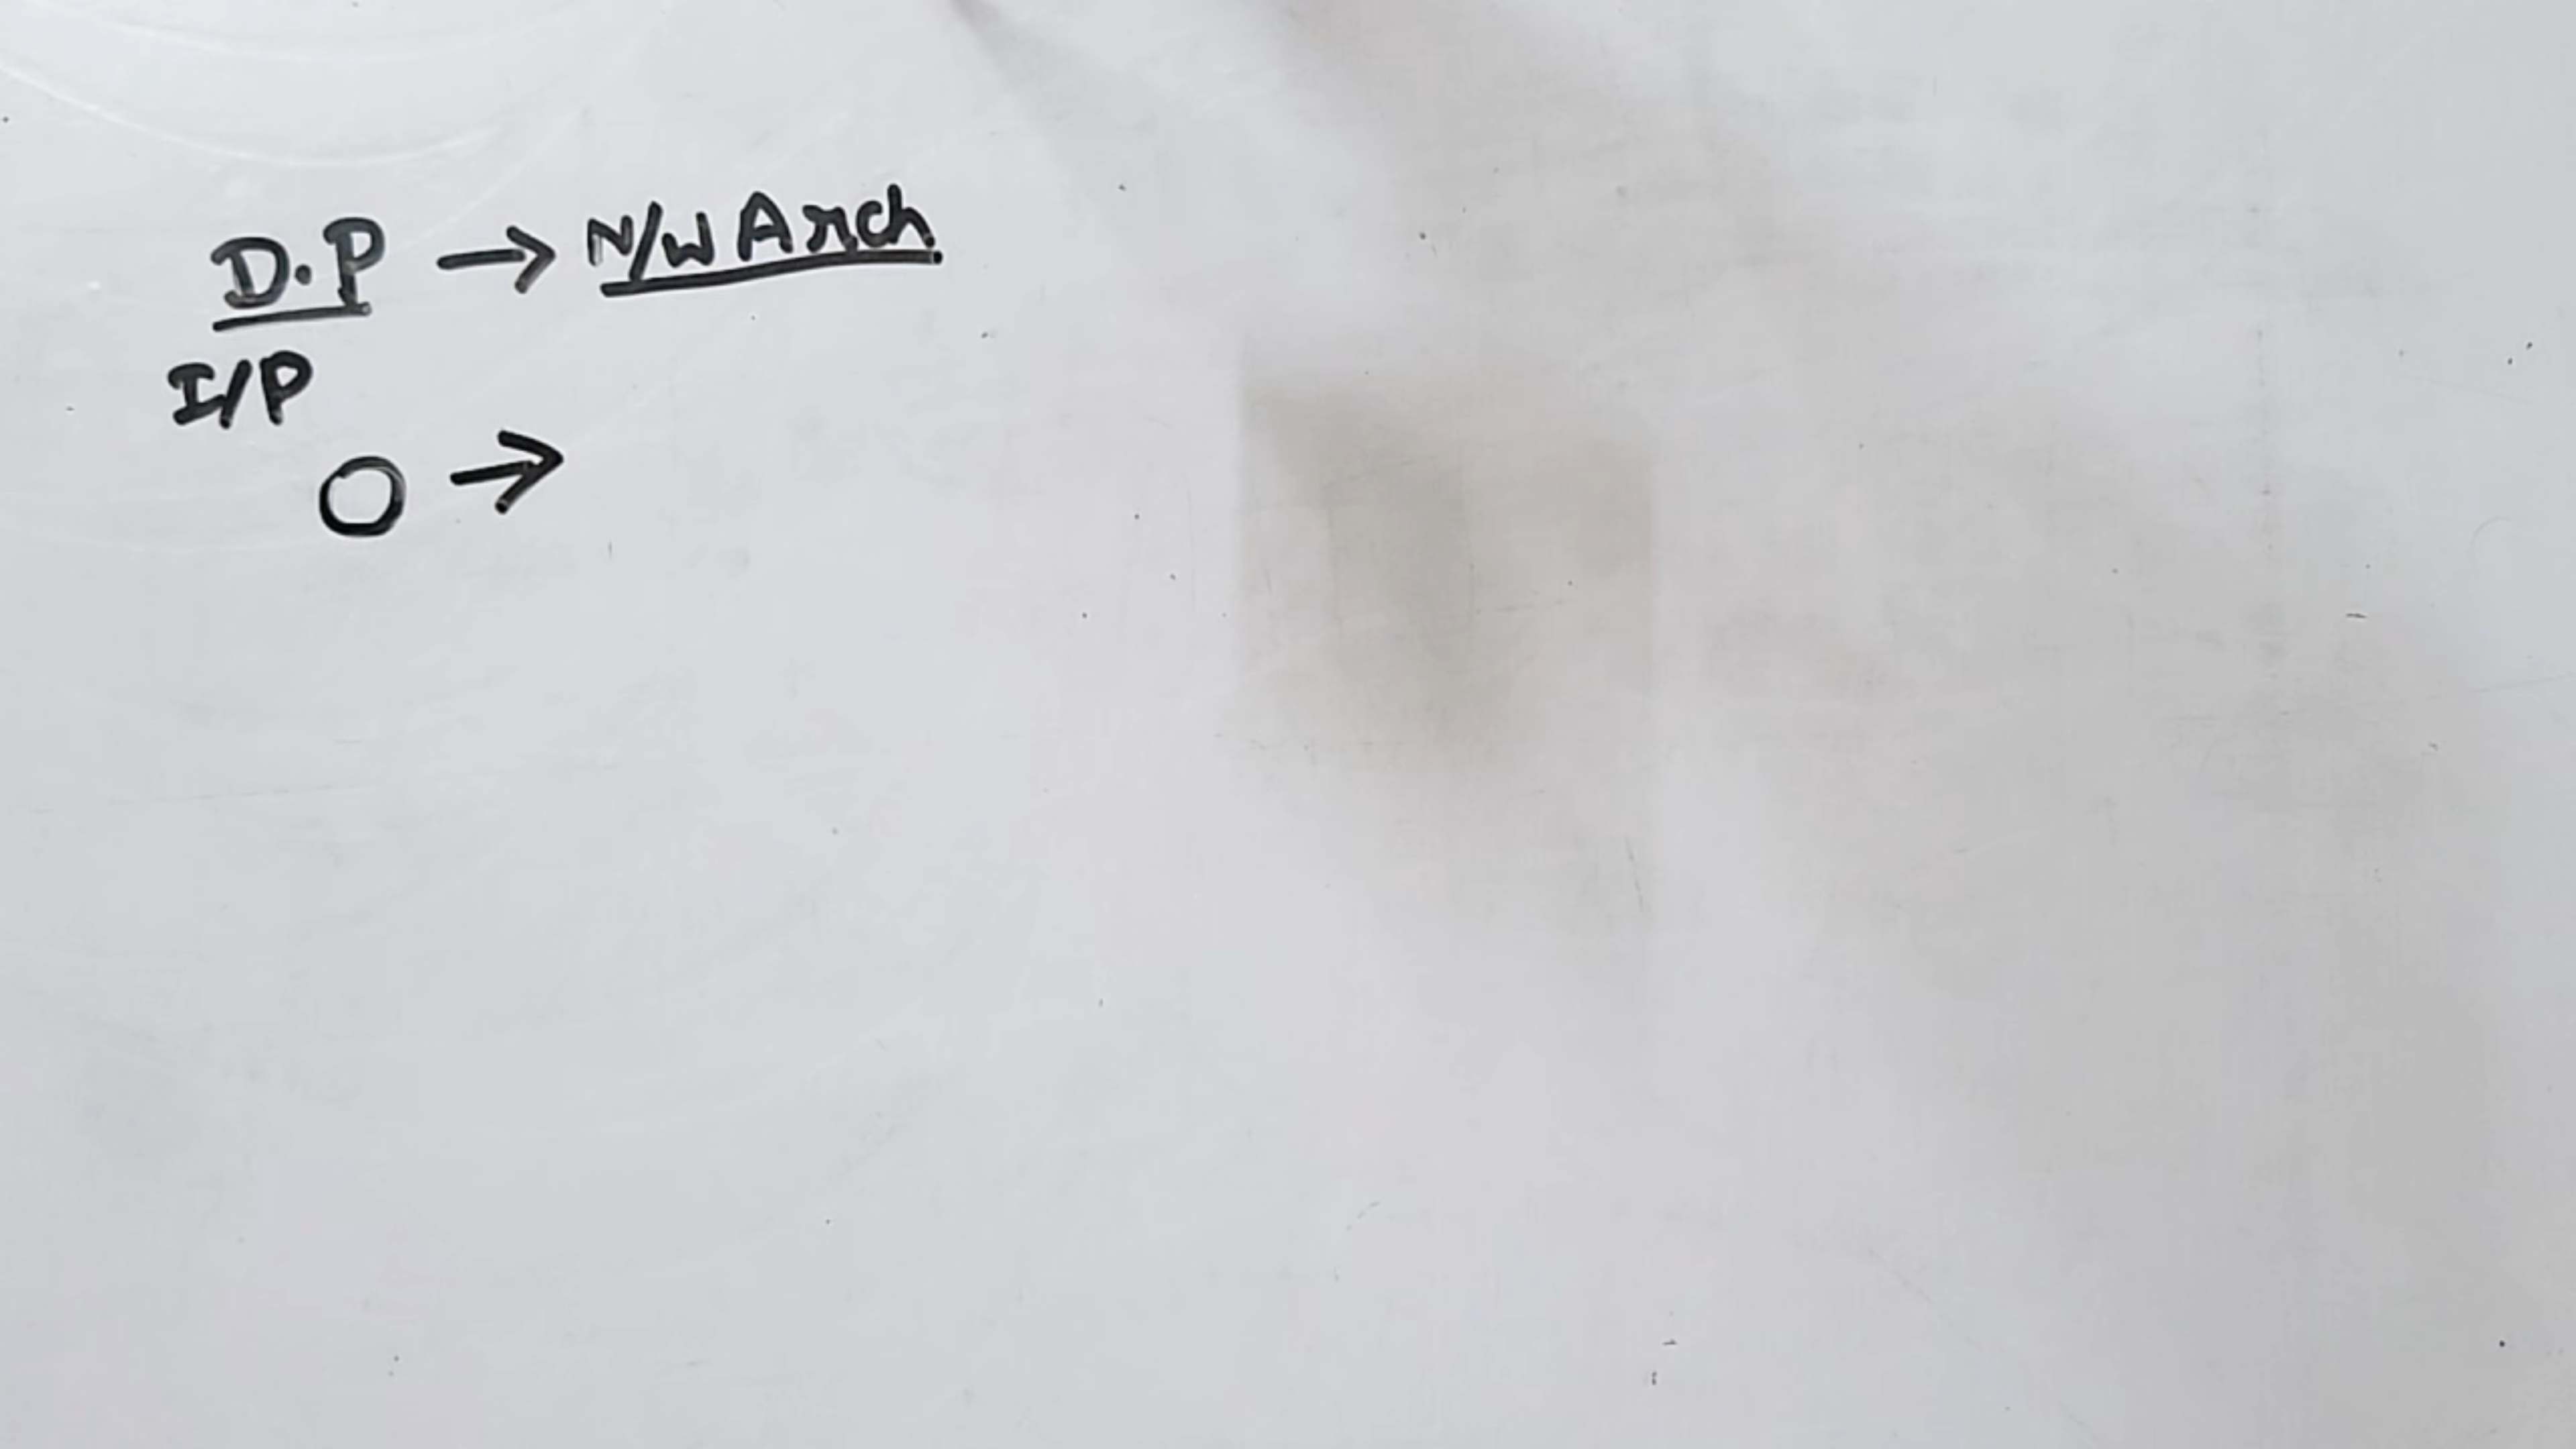 D.P → N/W Arch
I/P
O →